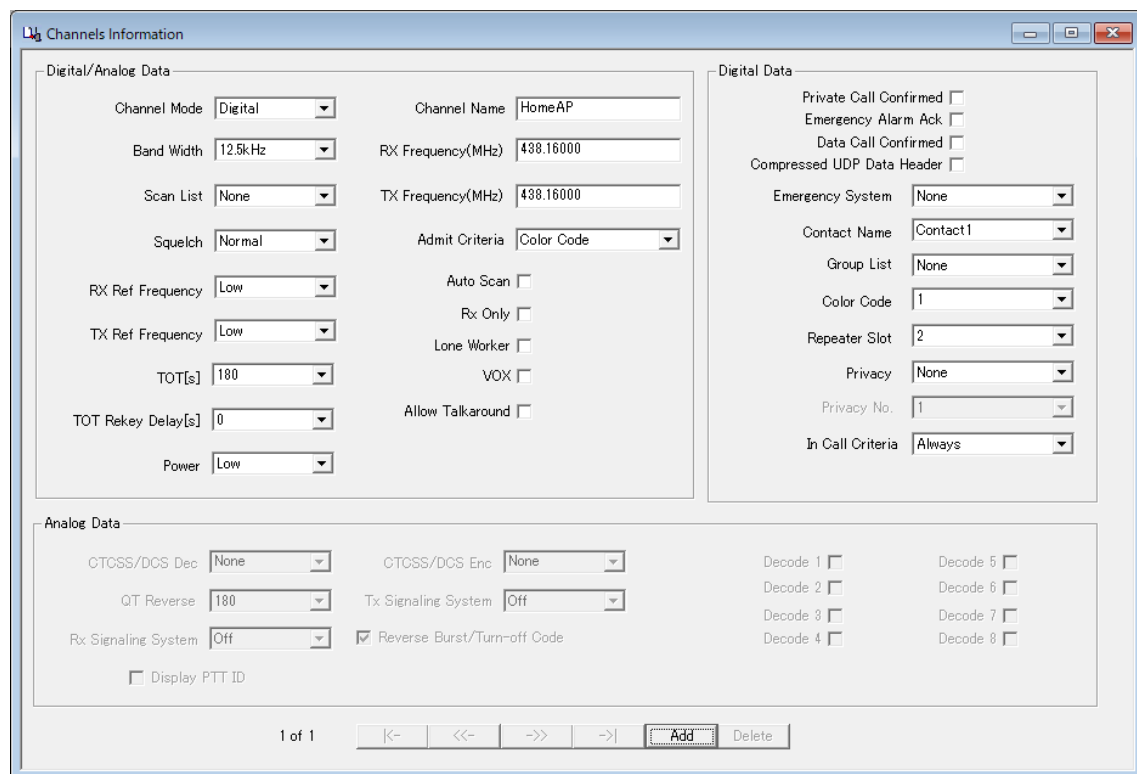 Channels Information
Digital/Analog Data
Channel Mode Digital
Band Width 12.5kHz
Scan List None
Squelch Normal
RX Ref Frequency Low
TX Ref Frequency Low
TOT[s] 180
TOT Rekey Delay[s] 0
Power Low
Channel Name HomeAP
RX Frequency(MHz) 438.16000
TX Frequency(MHz) 438.16000
Admit Criteria Color Code
Auto Scan
Rx Only
Lone Worker
VOX
Allow Talkaround
Digital Data
Private Call Confirmed
Emergency Alarm Ack
Data Call Confirmed
Compressed UDP Data Header
Emergency System None
Contact Name Contact1
Group List None
Color Code 1
Repeater Slot 2
Privacy None
Privacy No. 1
In Call Criteria Always
Analog Data
CTCSS/DCS Dec None
QT Reverse 180
Rx Signaling System Off
Display PTT ID
CTCSS/DCS Enc None
Tx Signaling System Off
Reverse Burst/Turn-off Code
Decode 1
Decode 2
Decode 3
Decode 4
Decode 5
Decode 6
Decode 7
Decode 8
1 of 1 |<- <<- ->> ->| Add Delete